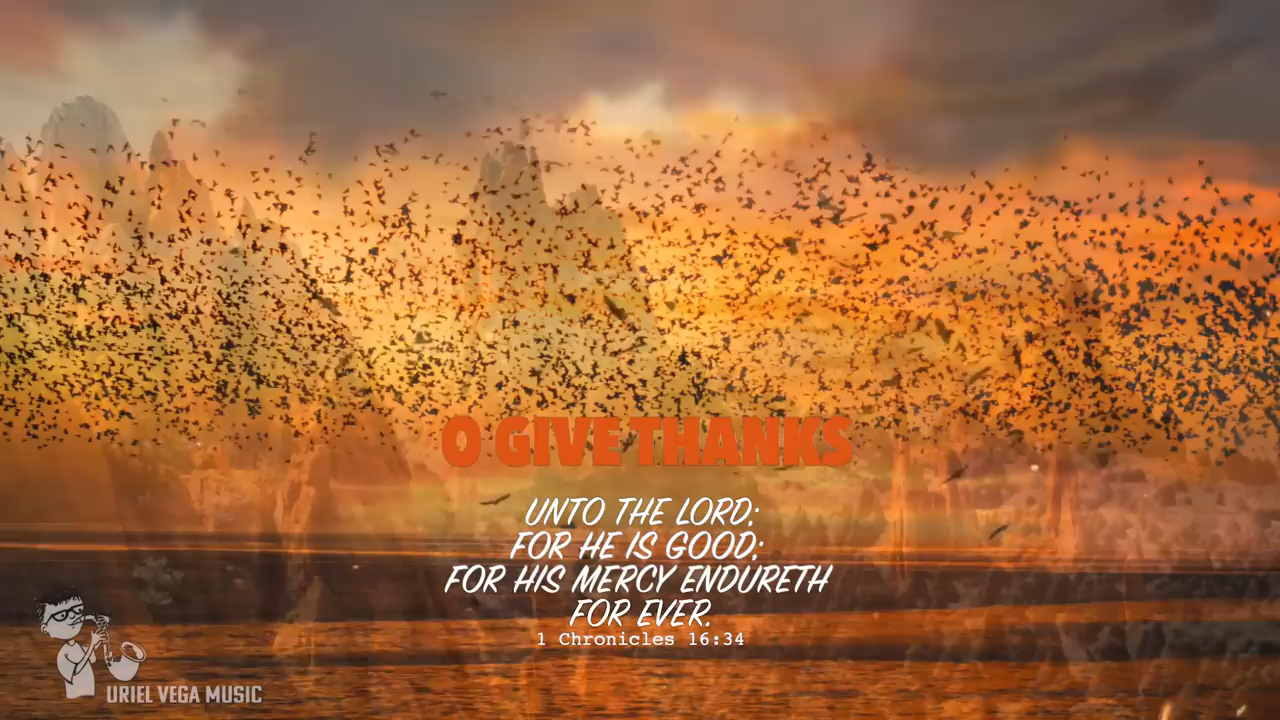 O GIVE THANKS
UNTO THE LORD;
FOR HE IS GOOD;
FOR HIS MERCY ENDURETH
FOR EVER.
1 Chronicles 16:34
URIEL VEGA MUSIC